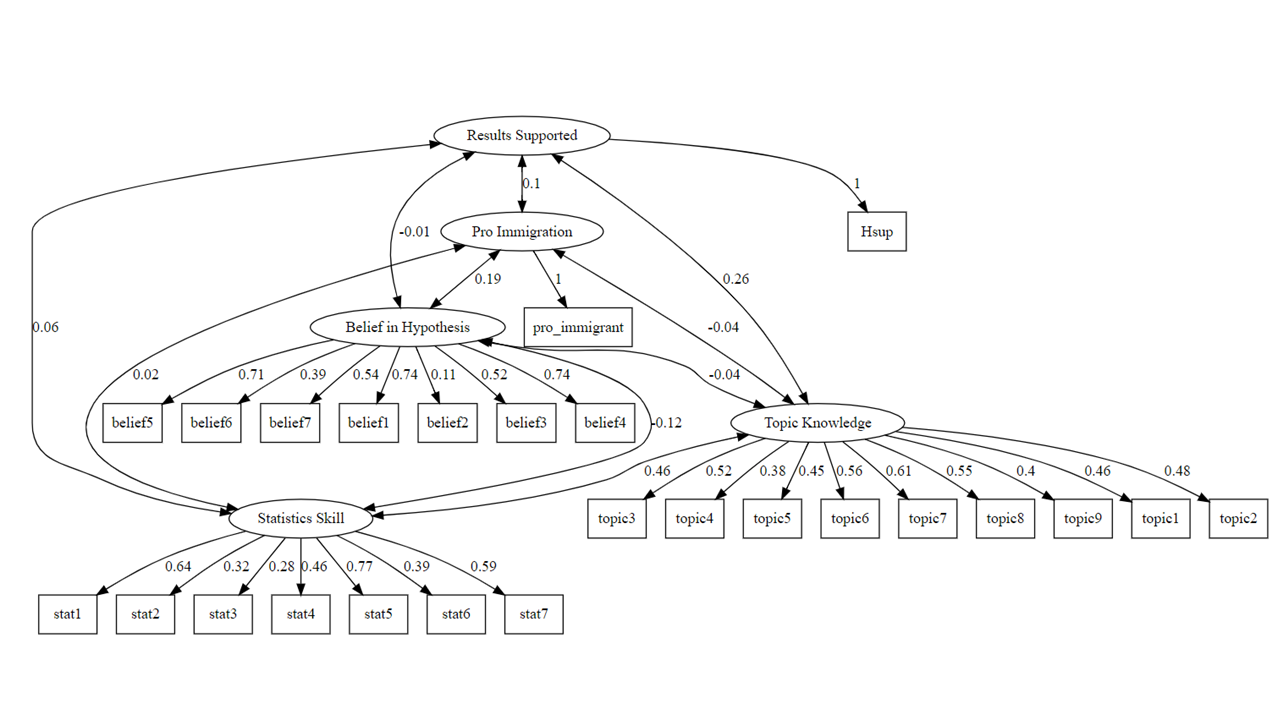 Results Supported
0.1
1
Pro Immigration
Hsup
-0.01
0.19
1
0.26
0.06
Belief in Hypothesis
pro_immigrant
-0.04
0.02
0.71
0.39
0.54
0.74
0.11
0.52
0.74
-0.04
belief5
belief6
belief7
belief1
belief2
belief3
belief4
-0.12
Topic Knowledge
0.46
0.52
0.38
0.45
0.56
0.61
0.55
0.4
0.46
0.48
Statistics Skill
topic3
topic4
topic5
topic6
topic7
topic8
topic9
topic1
topic2
0.64
0.32
0.28
0.46
0.77
0.39
0.59
stat1
stat2
stat3
stat4
stat5
stat6
stat7